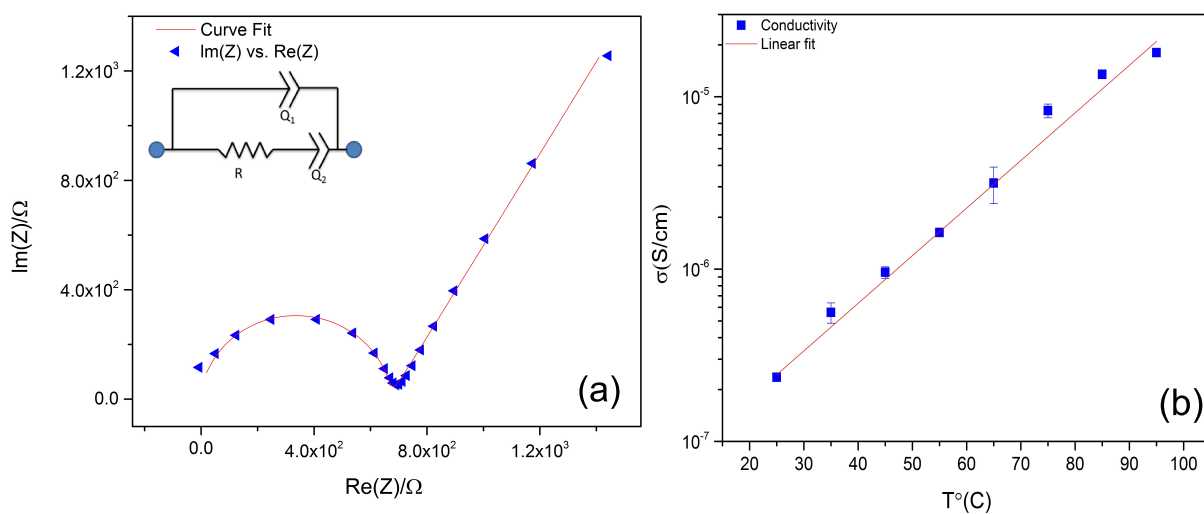 Curve Fit
Im(Z) vs. Re(Z)
Q₁
R
Q₂
1.2x10³
8.0x10²
4.0x10²
0.0
Im(Z)/Ω
0.0
4.0x10²
8.0x10²
1.2x10³
Re(Z)/Ω
(a)
Conductivity
Linear fit
10⁻⁵
10⁻⁶
10⁻⁷
σ(S/cm)
20
30
40
50
60
70
80
90
100
T°(C)
(b)